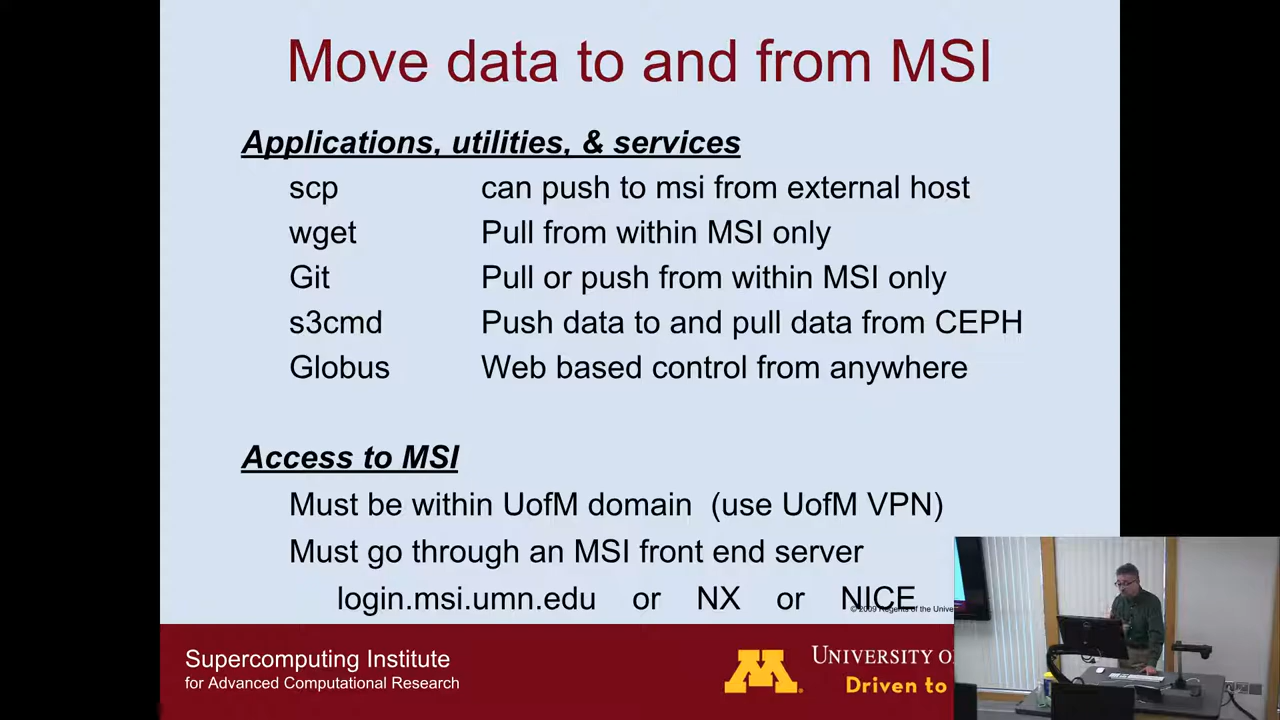 Move data to and from MSI
Applications, utilities, & services
scp can push to msi from external host
wget Pull from within MSI only
Git Pull or push from within MSI only
s3cmd Push data to and pull data from CEPH
Globus Web based control from anywhere
Access to MSI
Must be within UofM domain (use UofM VPN)
Must go through an MSI front end server
login.msi.umn.edu or NX or NICE
© 2009 Regents of the
Supercomputing Institute
for Advanced Computational Research
M
UNIVERSITY
Driven to